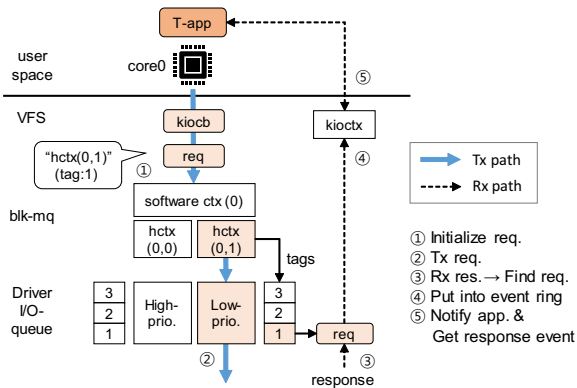 T-app
user
space
core0
⑤
VFS
kiocb
kioctx
"hctx(0,1)"
(tag:1)
①
req
④
Tx path
Rx path
software ctx (0)
blk-mq
hctx
(0,0)
hctx
(0,1)
tags
① Initialize req.
② Tx req.
③ Rx res.→ Find req.
④ Put into event ring
⑤ Notify app. &
Get response event
Driver
I/O-
queue
3
2
1
High-
prio.
Low-
prio.
3
2
1
req
②
③
response